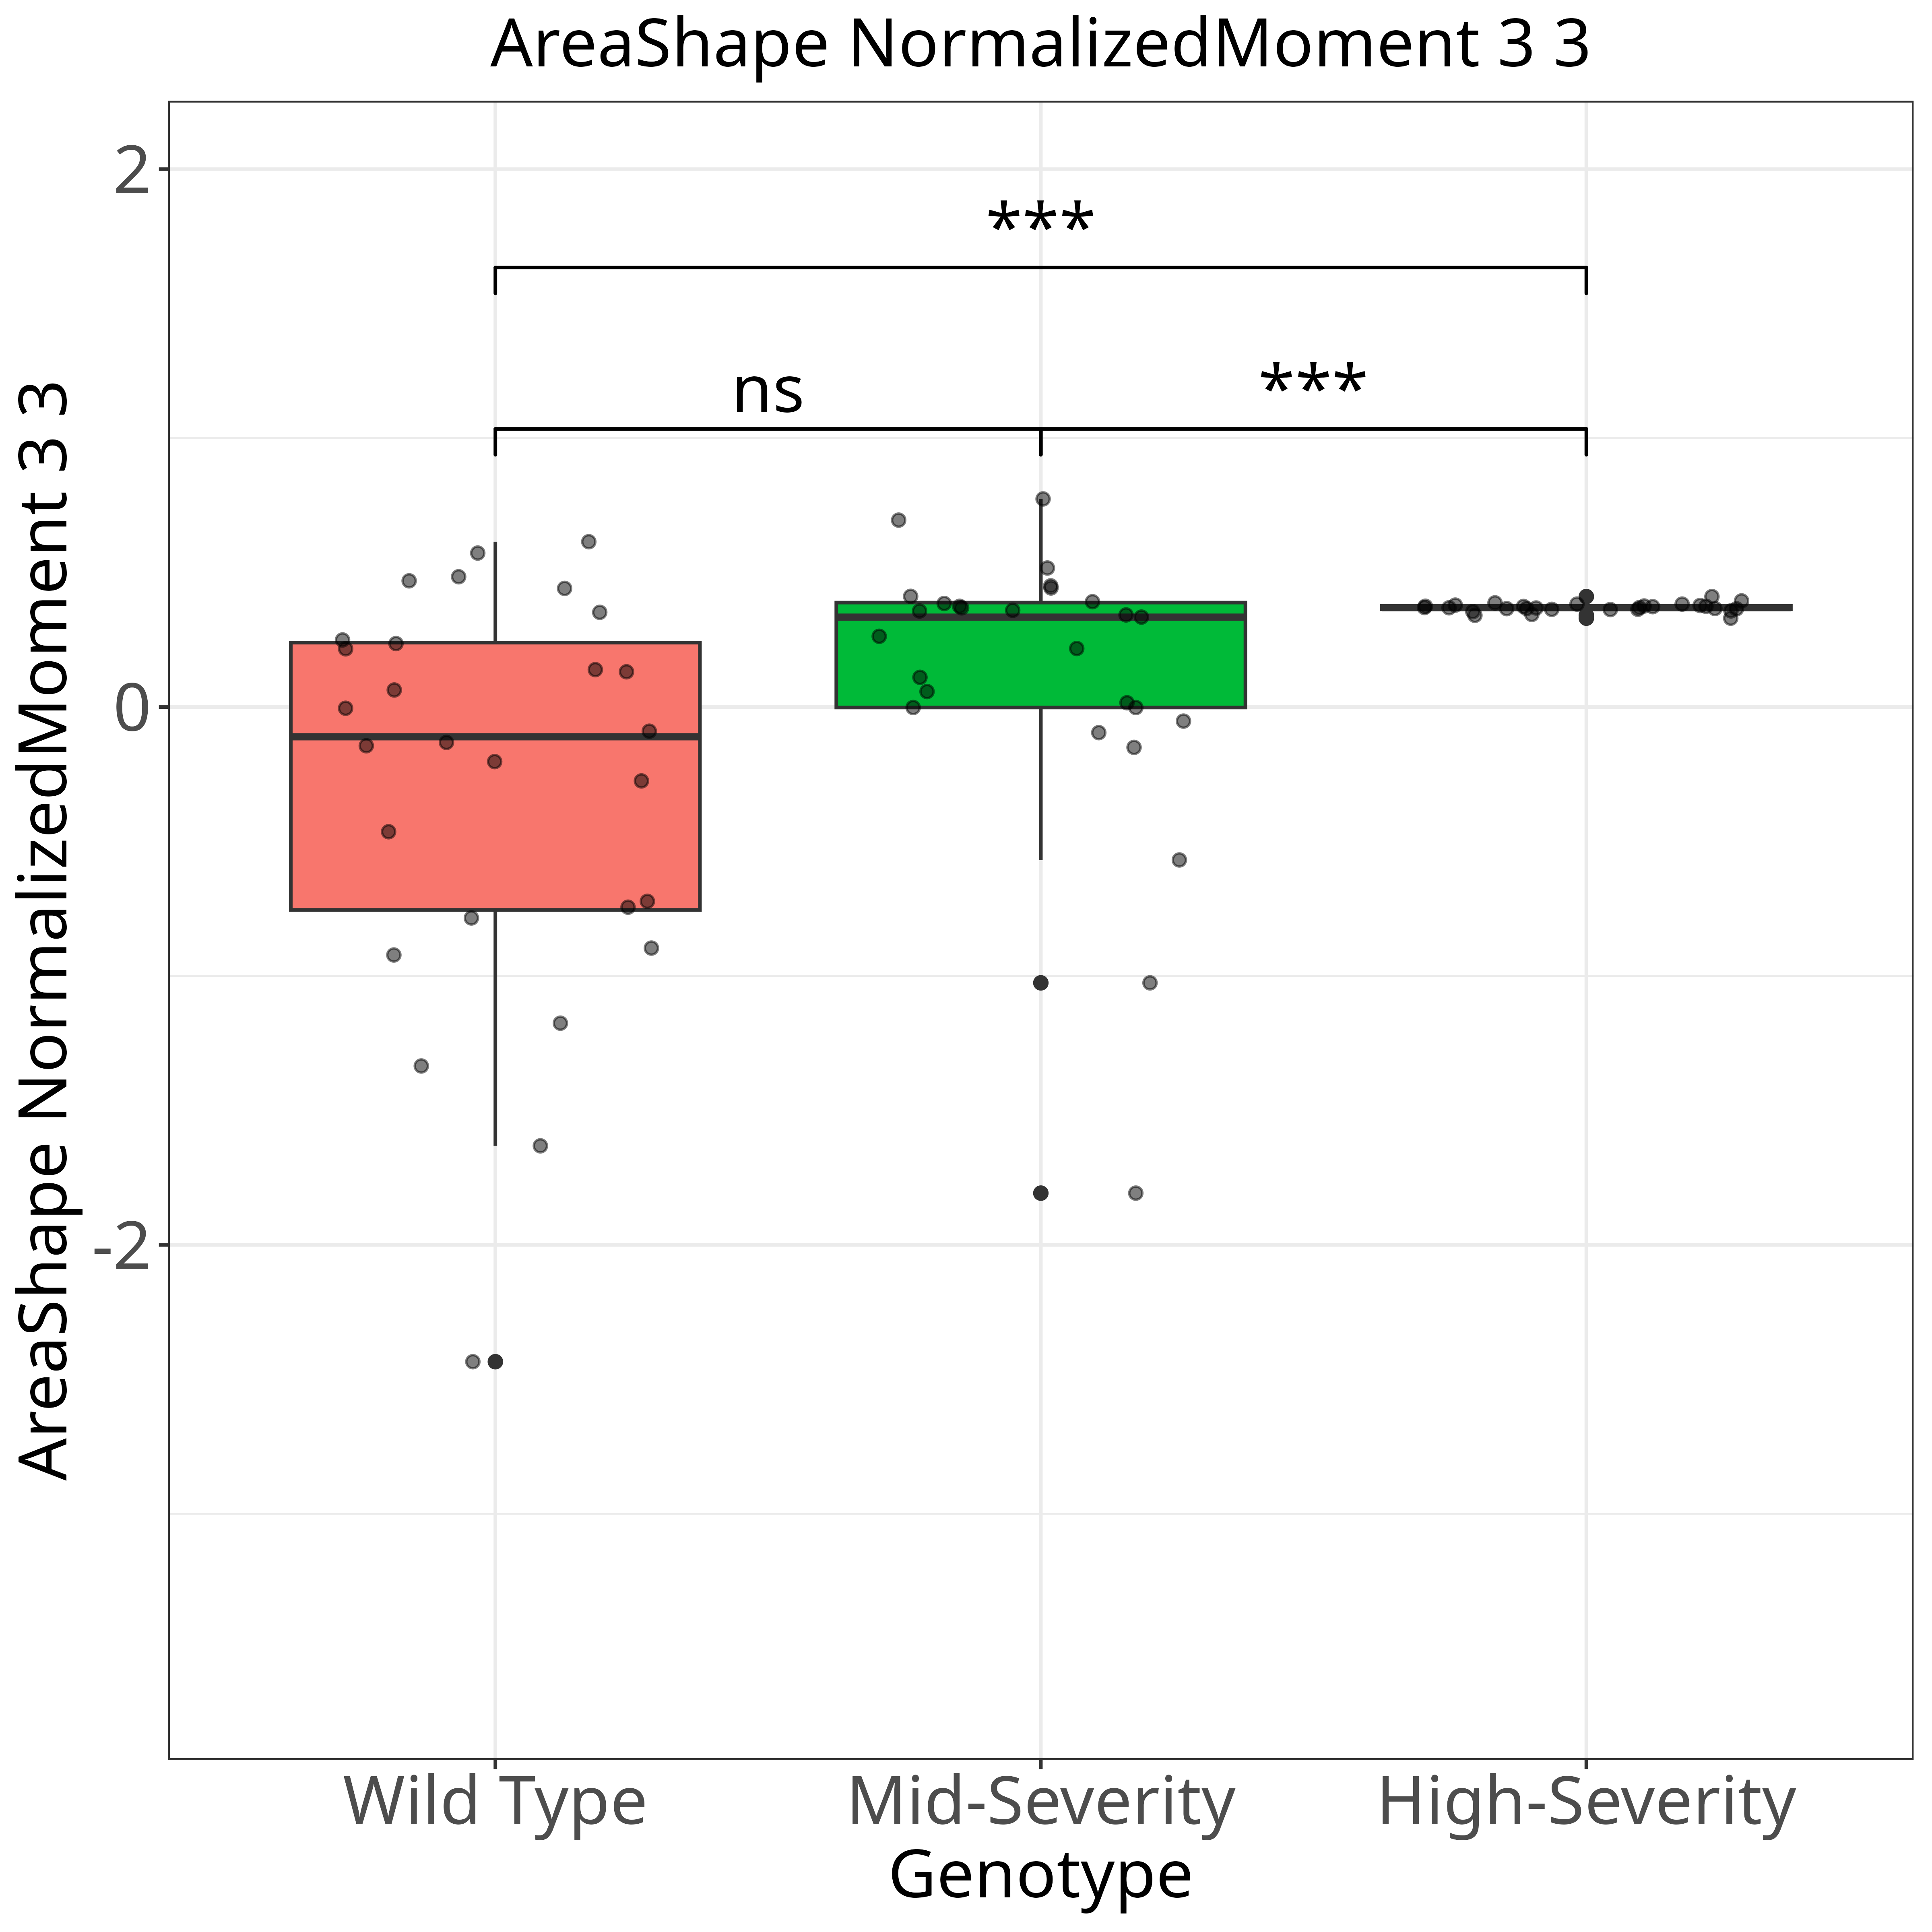 AreaShape NormalizedMoment 3 3
AreaShape NormalizedMoment 3 3
2
0
-2
***
ns
***
Wild Type
Mid-Severity
High-Severity
Genotype